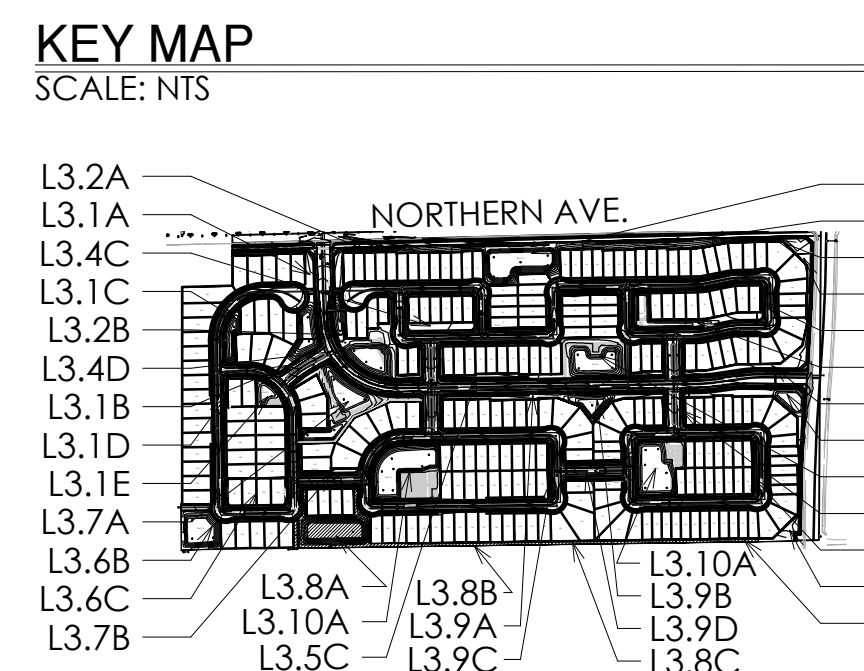 KEY MAP
SCALE: NTS
NORTHERN AVE.
L3.2A
L3.1A
L3.4C
L3.1C
L3.2B
L3.4D
L3.1B
L3.1D
L3.1E
L3.7A
L3.6B
L3.6C
L3.7B
L3.8A
L3.10A
L3.5C
L3.8B
L3.9A
L3.9C
L3.10A
L3.9B
L3.9D
L3.8C